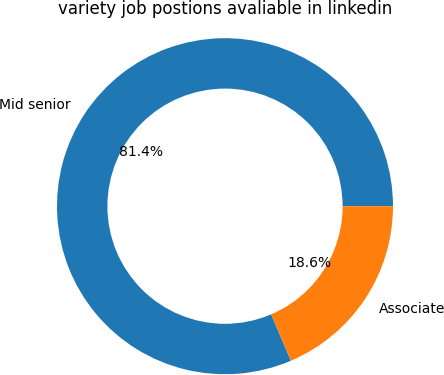 variety job postions avaliable in linkedin
Mid senior
81.4%
18.6%
Associate